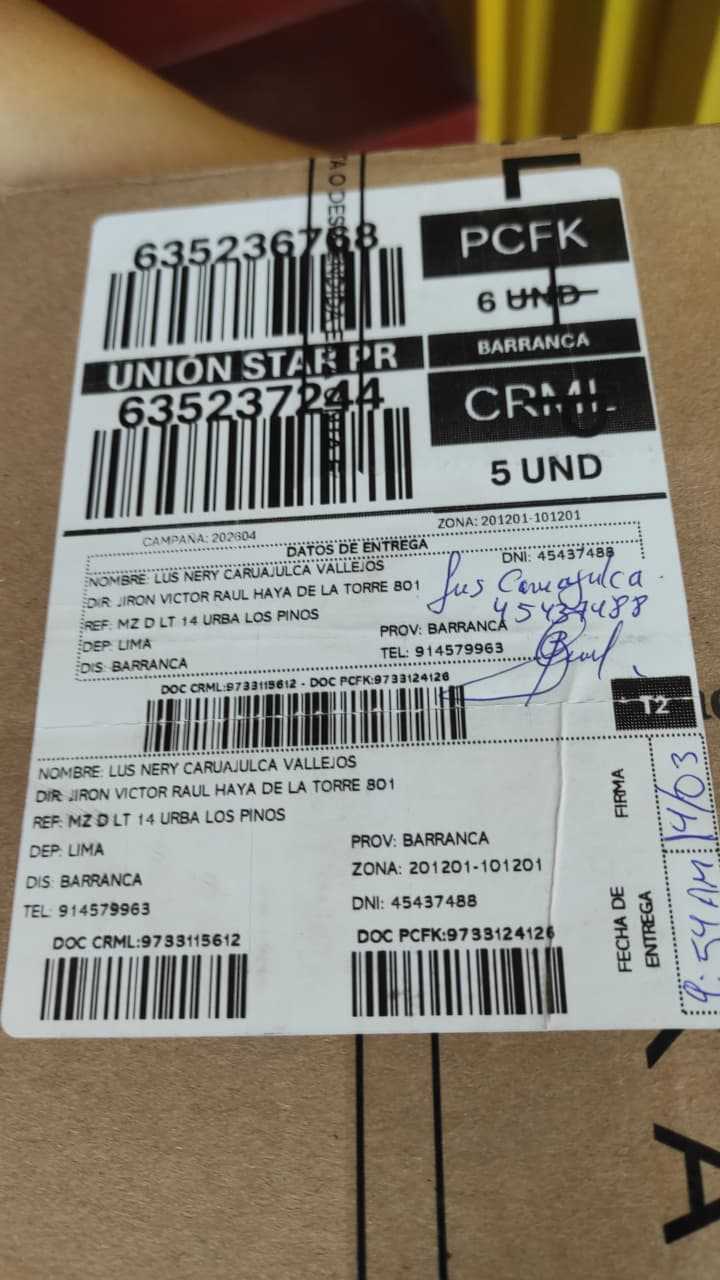 635236768
PCFK
6 UND
UNIÓN STAR PR
BARRANCA
635237244
CRML
5 UND
CAMPAÑA: 202604
ZONA: 201201-101201
DATOS DE ENTREGA
NOMBRE: LUS NERY CARUAJULCA VALLEJOS
DNI: 45437488
DIR: JIRON VICTOR RAUL HAYA DE LA TORRE 801
Lus Caruajulca
REF: MZ D LT 14 URBA LOS PINOS
45437488
DEP: LIMA
PROV: BARRANCA
DIS: BARRANCA
TEL: 914579963
DOC CRML:9733115612 - DOC PCFK:9733124126
T2
NOMBRE: LUS NERY CARUAJULCA VALLEJOS
DIR: JIRON VICTOR RAUL HAYA DE LA TORRE 801
REF: MZ D LT 14 URBA LOS PINOS
DEP: LIMA
PROV: BARRANCA
DIS: BARRANCA
ZONA: 201201-101201
TEL: 914579963
DNI: 45437488
DOC CRML:9733115612
DOC PCFK:9733124126
FIRMA
FECHA DE
ENTREGA
9:54 AM 14/03